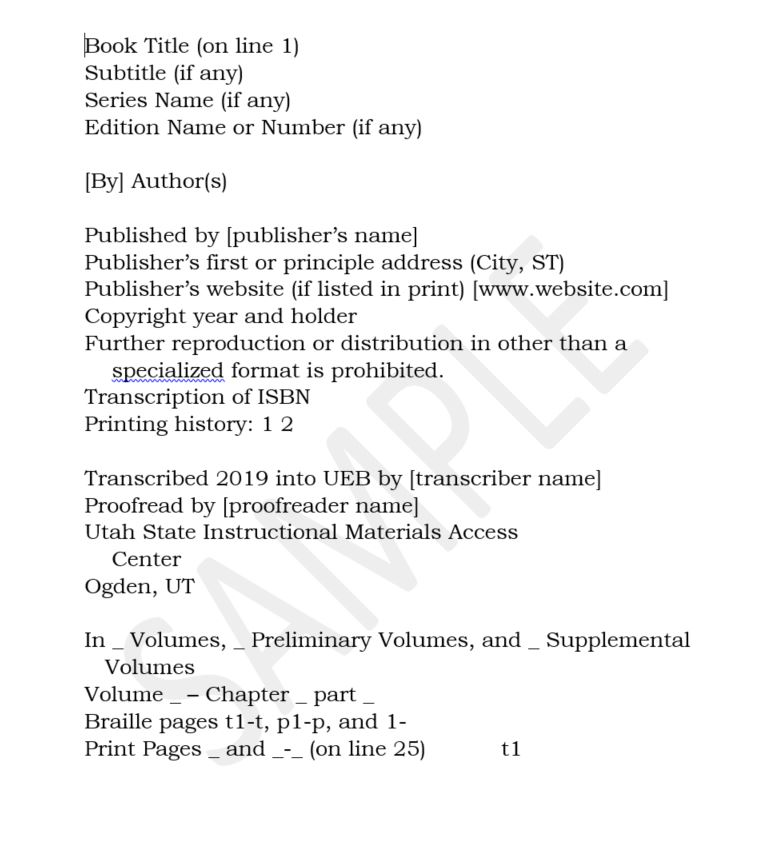 Book Title (on line 1)
Subtitle (if any)
Series Name (if any)
Edition Name or Number (if any)
[By] Author(s)
Published by [publisher’s name]
Publisher’s first or principle address (City, ST)
Publisher’s website (if listed in print) [www.website.com]
Copyright year and holder
Further reproduction or distribution in other than a
specialized format is prohibited.
Transcription of ISBN
Printing history: 1 2
Transcribed 2019 into UEB by [transcriber name]
Proofread by [proofreader name]
Utah State Instructional Materials Access
Center
Ogden, UT
In _ Volumes, _ Preliminary Volumes, and _ Supplemental
Volumes
Volume _ – Chapter _ part _
Braille pages t1-t, p1-p, and 1-
Print Pages _ and _-_ (on line 25) t1
SAMPLE